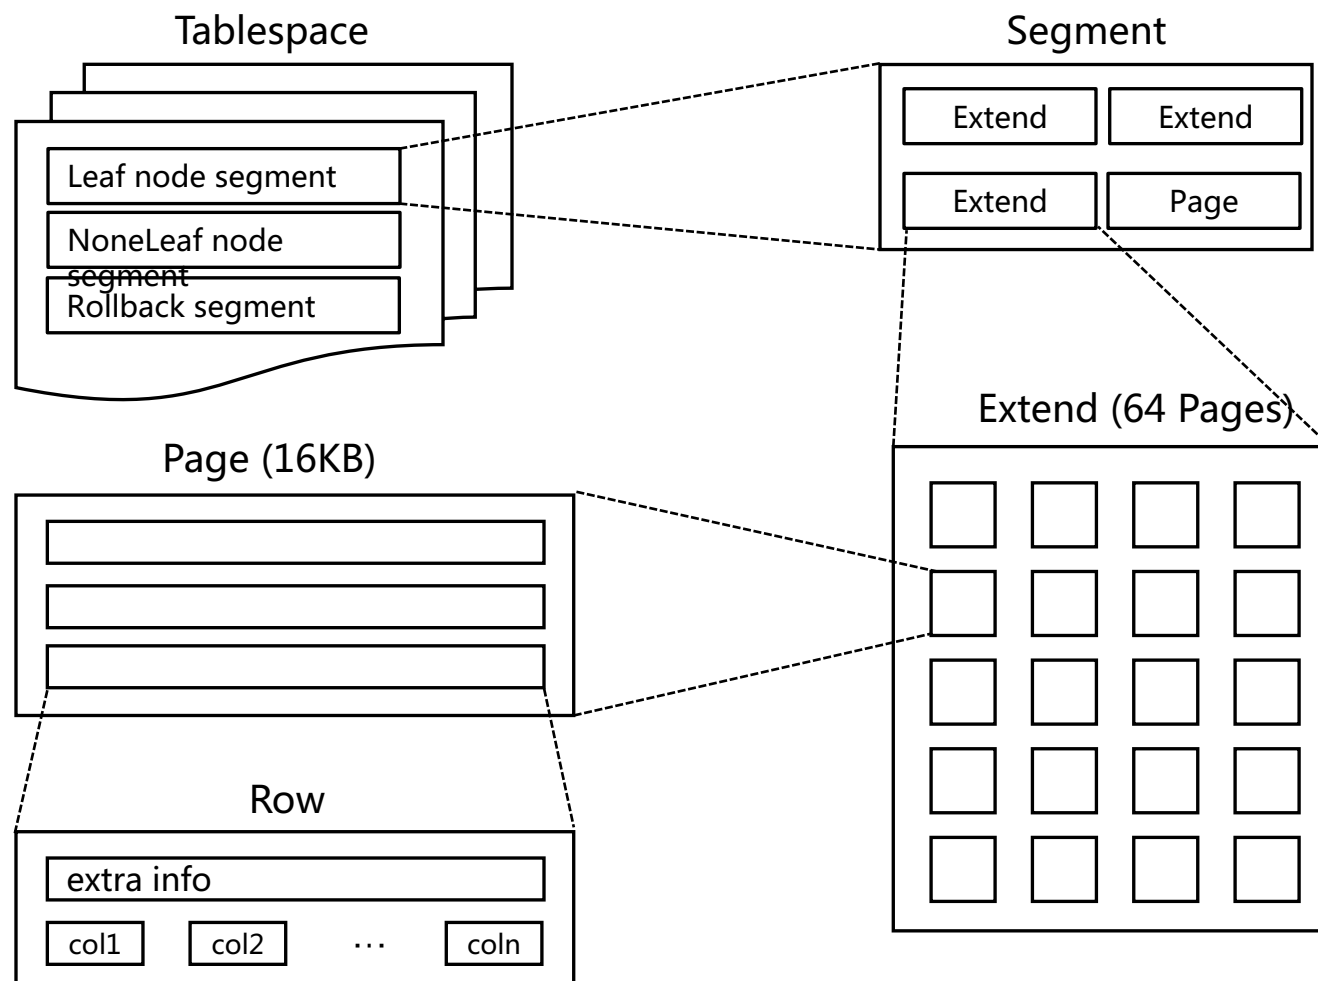 Tablespace
Leaf node segment
NoneLeaf node
segment
Rollback segment
Segment
Extend
Extend
Extend
Page
Extend (64 Pages)
Page (16KB)
Row
extra info
col1
col2
...
coln